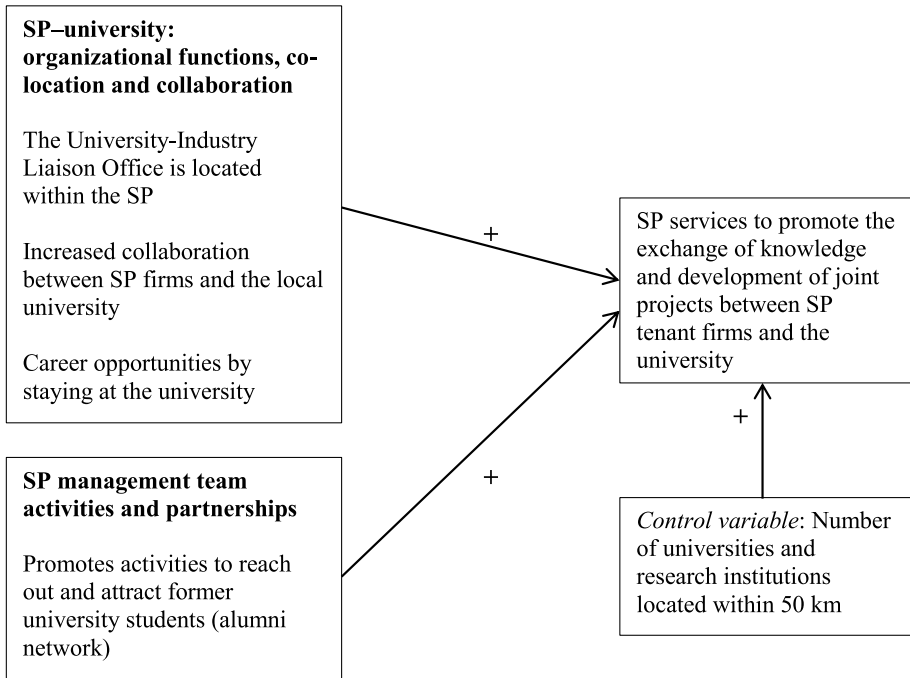 SP–university:
organizational functions, co-
location and collaboration
The University-Industry
Liaison Office is located
within the SP
Increased collaboration
between SP firms and the local
university
Career opportunities by
staying at the university
SP management team
activities and partnerships
Promotes activities to reach
out and attract former
university students (alumni
network)
+
+
SP services to promote the
exchange of knowledge
and development of joint
projects between SP
tenant firms and the
university
+
Control variable: Number
of universities and
research institutions
located within 50 km